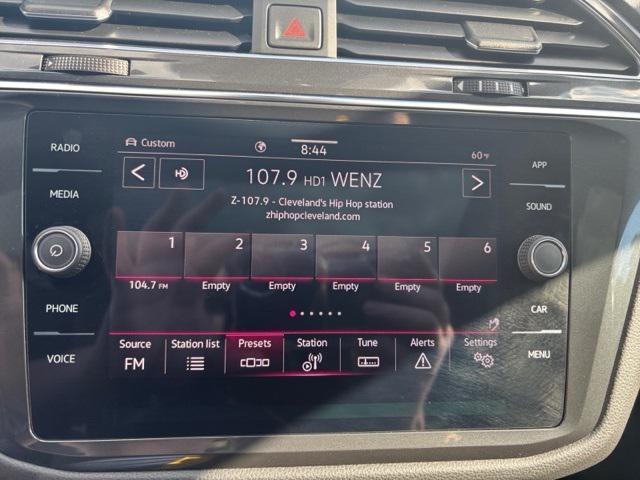 RADIO
MEDIA
PHONE
VOICE
Custom
8:44
60°F
107.9 HD1 WENZ
Z-107.9 - Cleveland's Hip Hop station
zhiphopcleveland.com
1 2 3 4 5 6
104.7 FM Empty Empty Empty Empty Empty
Source Station list Presets Station Tune Alerts Settings
FM
APP
SOUND
CAR
MENU